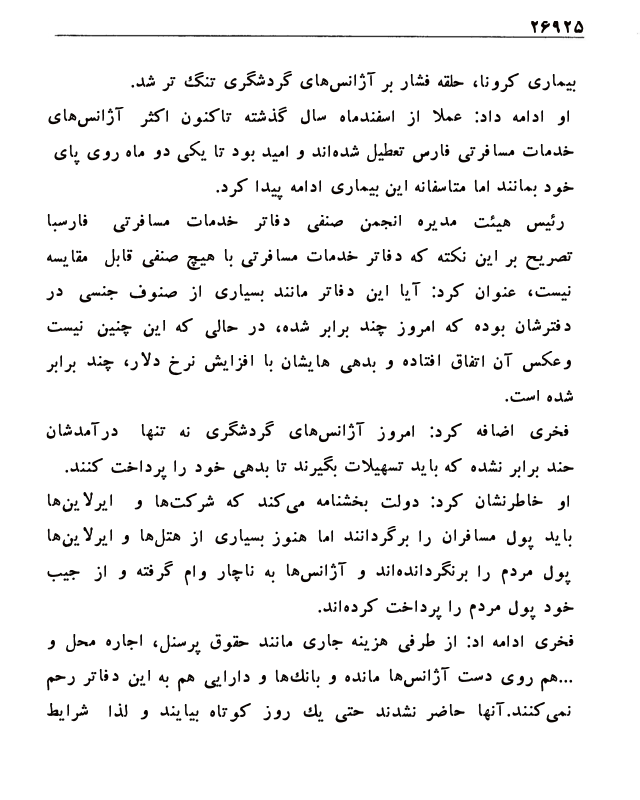 ۲۶۹۲۵
بیماری کرونا، حلقه فشار بر آژانس‌های گردشگری تنگ تر شد.
او ادامه داد: عملا از اسفندماه سال گذشته تاکنون اکثر آژانس‌های
خدمات مسافرتی فارس تعطیل شده‌اند و امید بود تا یکی دو ماه روی پای
خود بمانند اما متاسفانه این بیماری ادامه پیدا کرد.
رئیس هیئت مدیره انجمن صنفی دفاتر خدمات مسافرتی فارسبا
تصریح بر این نکته که دفاتر خدمات مسافرتی با هیچ صنفی قابل مقایسه
نیست، عنوان کرد: آیا این دفاتر مانند بسیاری از صنوف جنسی در
دفترشان بوده که امروز چند برابر شده، در حالی که این چنین نیست
وعکس آن اتفاق افتاده و بدهی هایشان با افزایش نرخ دلار، چند برابر
شده است.
فخری اضافه کرد: امروز آژانس‌های گردشگری نه تنها درآمدشان
حند برابر نشده که باید تسهیلات بگیرند تا بدهی خود را پرداخت کنند.
او خاطرنشان کرد: دولت بخشنامه می‌کند که شرکت‌ها و ایرلاین‌ها
باید پول مسافران را برگردانند اما هنوز بسیاری از هتل‌ها و ایرلاین‌ها
پول مردم را برنگردانده‌اند و آژانس‌ها به ناچار وام گرفته و از جیب
خود پول مردم را پرداخت کرده‌اند.
فخری ادامه اد: از طرفی هزینه جاری مانند حقوق پرسنل، اجاره محل و
...هم روی دست آژانس‌ها مانده و بانك‌ها و دارایی هم به این دفاتر رحم
نمی‌کنند.آنها حاضر نشدند حتی یك روز کوتاه بیایند و لذا شرایط